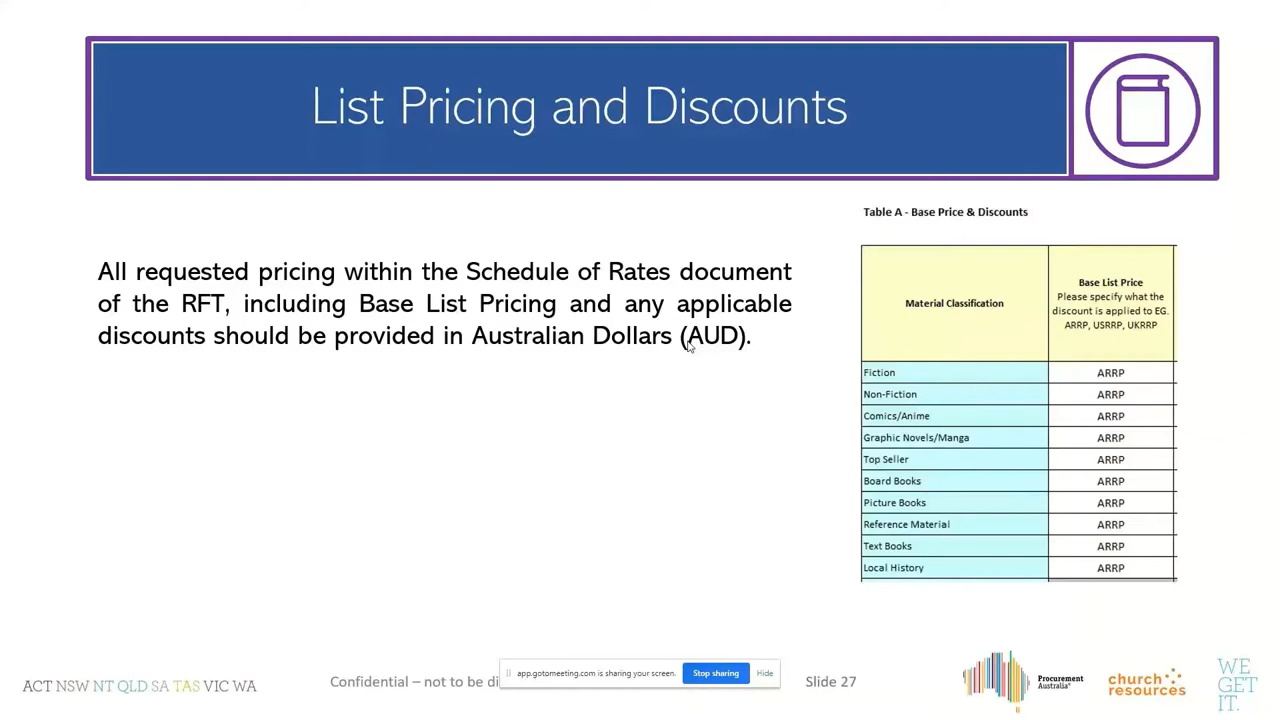 List Pricing and Discounts
Table A - Base Price & Discounts
All requested pricing within the Schedule of Rates document
of the RFT, including Base List Pricing and any applicable
discounts should be provided in Australian Dollars (AUD).
Material Classification
Base List Price
Please specify what the
discount is applied to EG.
ARRP, USRRP, UKRRP
Fiction ARRP
Non-Fiction ARRP
Comics/Anime ARRP
Graphic Novels/Manga ARRP
Top Seller ARRP
Board Books ARRP
Picture Books ARRP
Reference Material ARRP
Text Books ARRP
Local History ARRP
ACT NSW NT QLD SA TAS VIC WA
Confidential – not to be
app.gotomeeting.com is sharing your screen. Stop sharing Hide
Slide 27
Procurement
Australia
church
resources
WE
GET
IT.